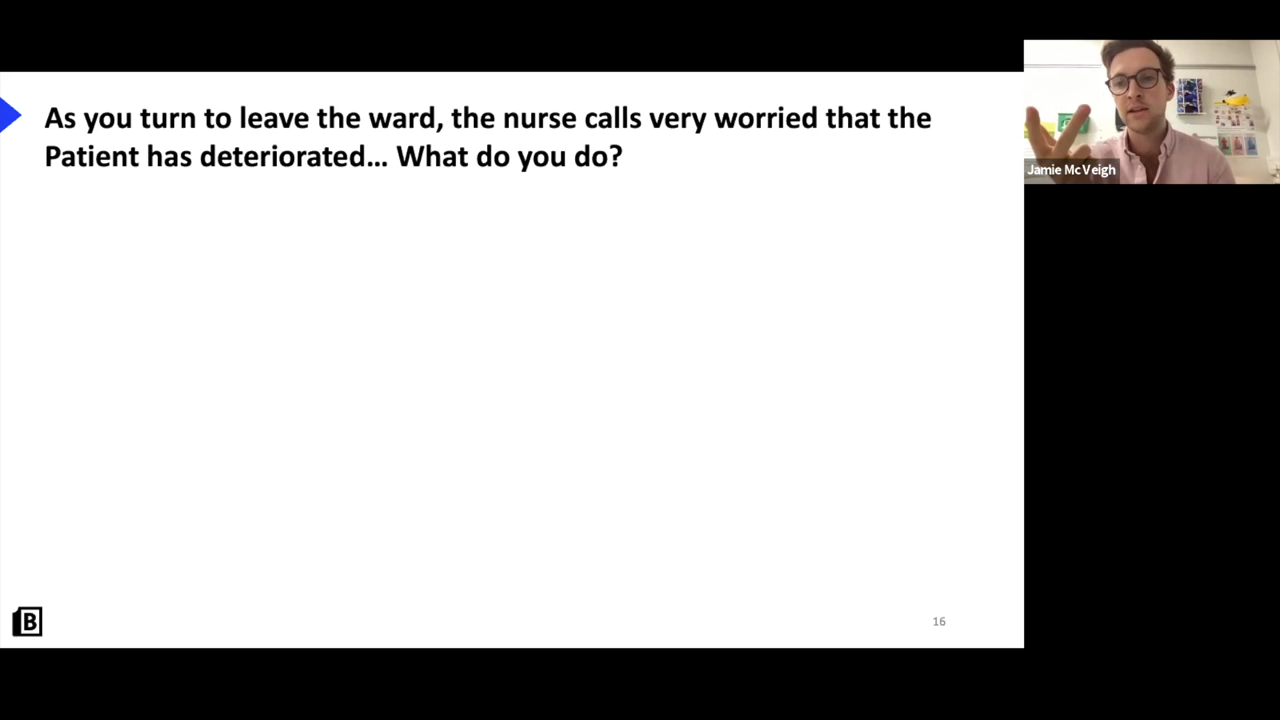 As you turn to leave the ward, the nurse calls very worried that the
Patient has deteriorated... What do you do?
Jamie McVeigh
B
16